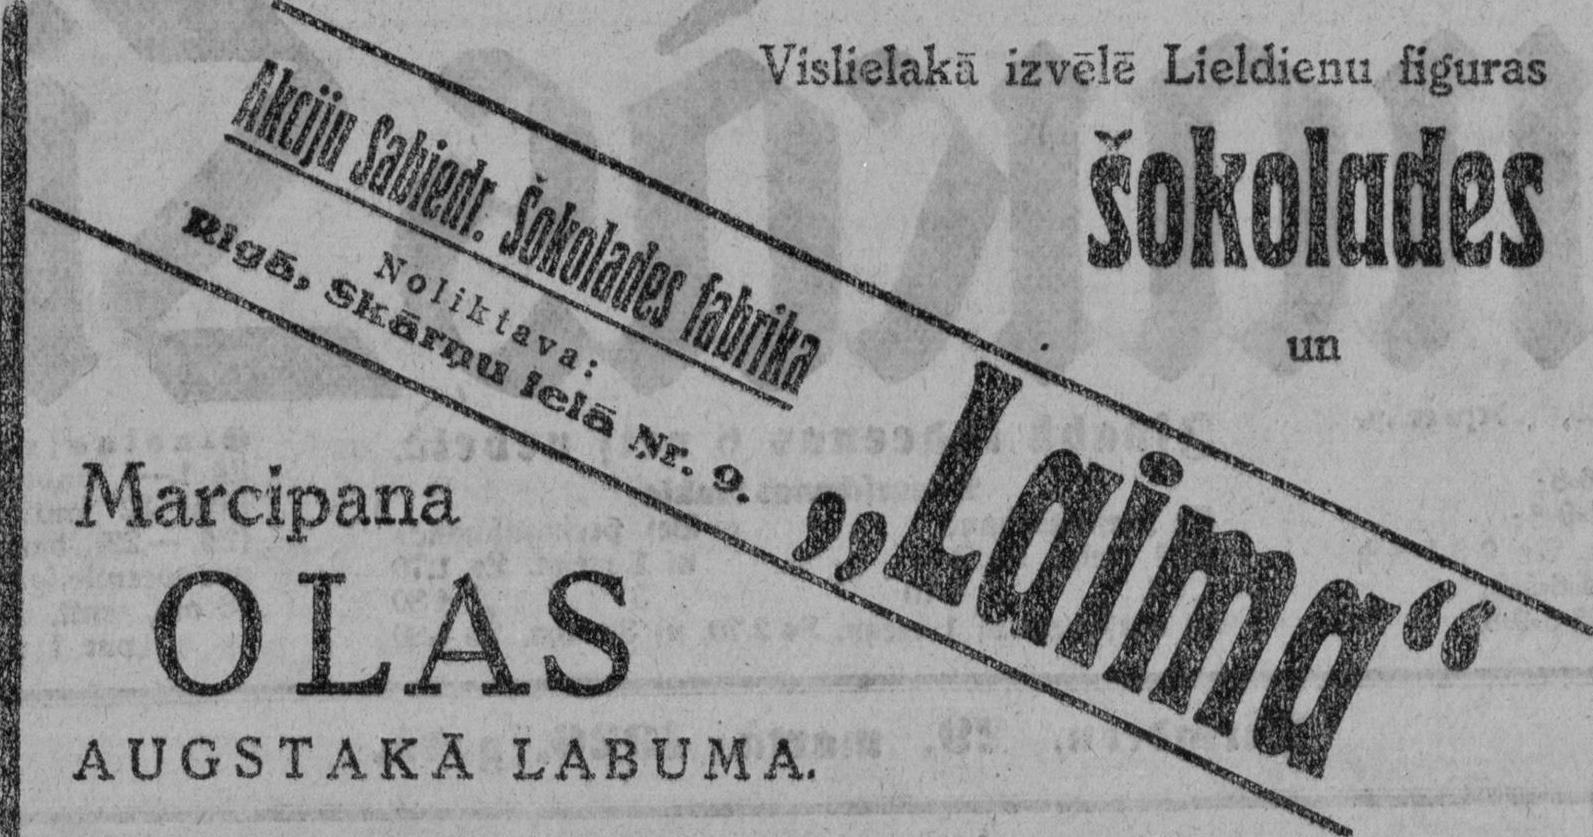 Vislielakā izvēlē Lieldienu figuras
šokolades
un
Akciju Sabiedr. Šokolades fabrika
Noliktava:
Rīgā, Skārņu ielā Nr. 9.
„Laima“
Marcipana
OLAS
AUGSTAKĀ LABUMA.